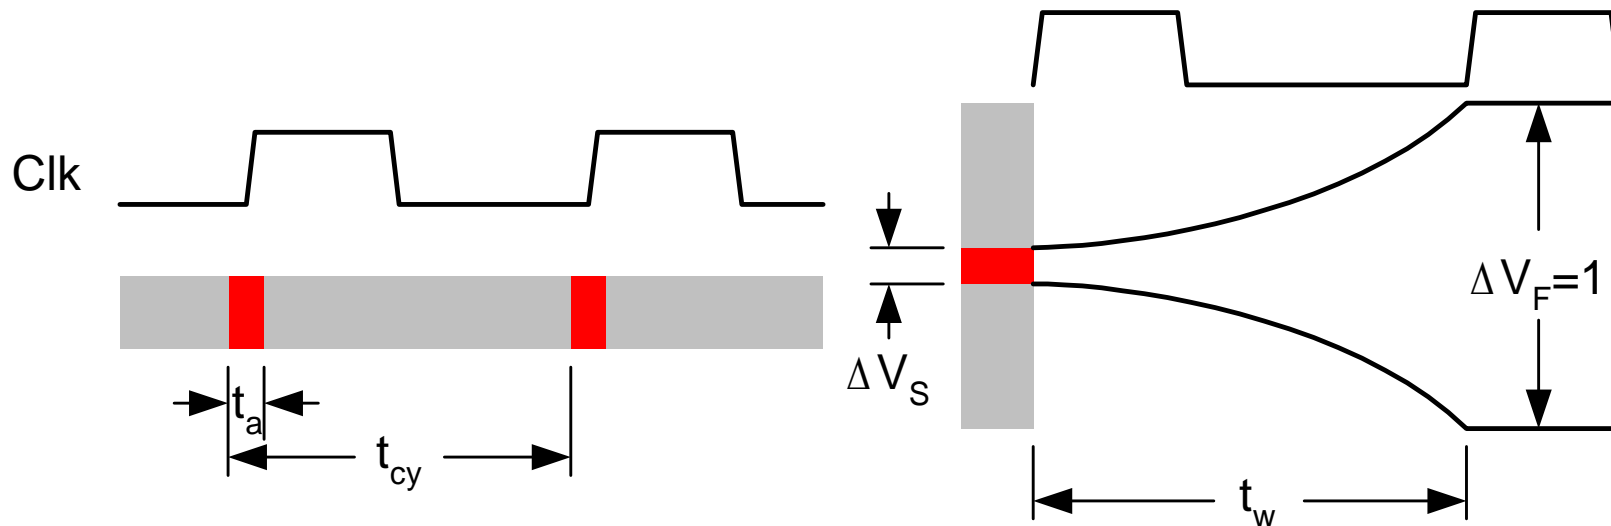 Clk
t_a
t_cy
ΔV_S
ΔV_F=1
t_w